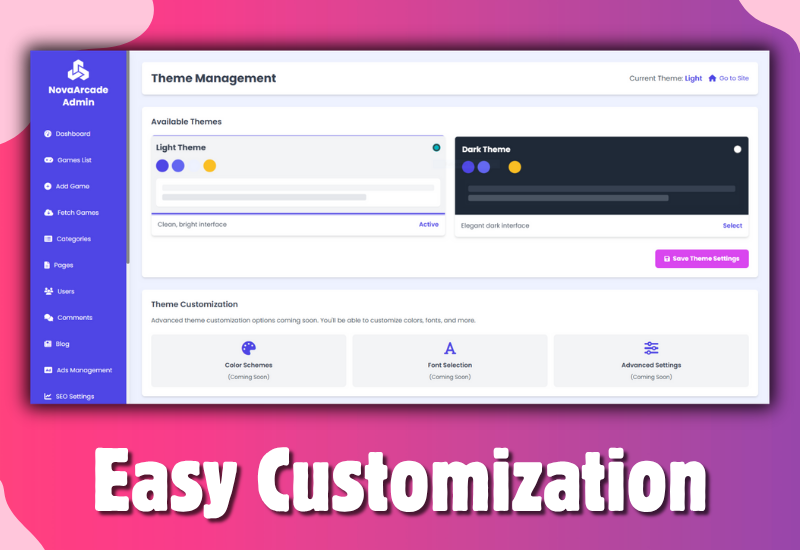 NovaArcade
Admin
Dashboard
Games List
Add Game
Fetch Games
Categories
Pages
Users
Comments
Blog
Ads Management
SEO Settings
Theme Management
Current Theme: Light Go to Site
Available Themes
Light Theme
Clean, bright interface Active
Dark Theme
Elegant dark interface Select
Save Theme Settings
Theme Customization
Advanced theme customization options coming soon. You'll be able to customize colors, fonts, and more.
Color Schemes
(Coming Soon)
Font Selection
(Coming Soon)
Advanced Settings
(Coming Soon)
Easy Customization